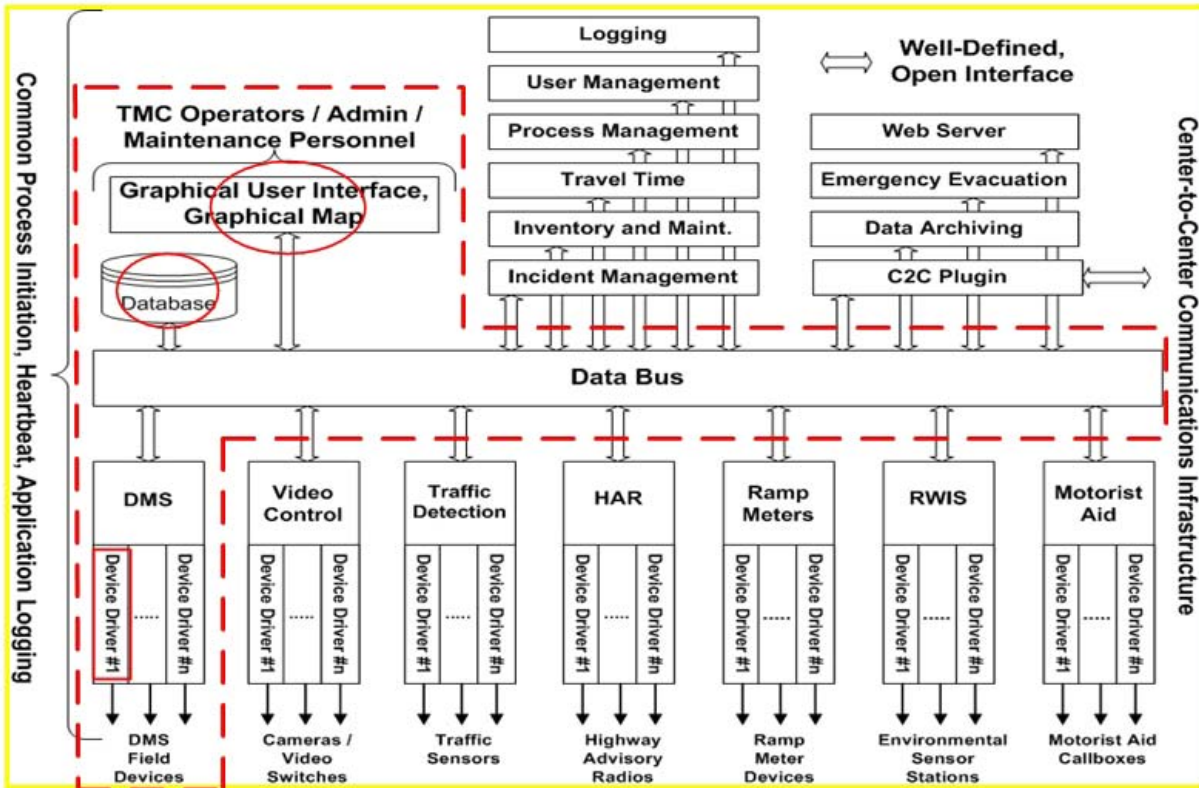 Common Process Initiation, Heartbeat, Application Logging
TMC Operators / Admin /
Maintenance Personnel
Graphical User Interface,
Graphical Map
Database
Logging
User Management
Process Management
Travel Time
Inventory and Maint.
Incident Management
Well-Defined,
Open Interface
Web Server
Emergency Evacuation
Data Archiving
C2C Plugin
Center-to-Center Communications Infrastructure
Data Bus
DMS
Device Driver #1
.....
Device Driver #n
DMS
Field
Devices
Video
Control
Device Driver #1
.....
Device Driver #n
Cameras /
Video
Switches
Traffic
Detection
Device Driver #1
.....
Device Driver #n
Traffic
Sensors
HAR
Device Driver #1
.....
Device Driver #n
Highway
Advisory
Radios
Ramp
Meters
Device Driver #1
.....
Device Driver #n
Ramp
Meter
Devices
RWIS
Device Driver #1
.....
Device Driver #n
Environmental
Sensor
Stations
Motorist
Aid
Device Driver #1
.....
Device Driver #n
Motorist Aid
Callboxes